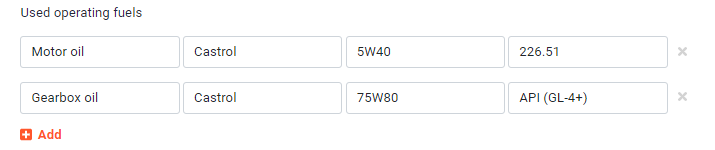 Used operating fuels
Motor oil Castrol 5W40 226.51
Gearbox oil Castrol 75W80 API (GL-4+)
Add